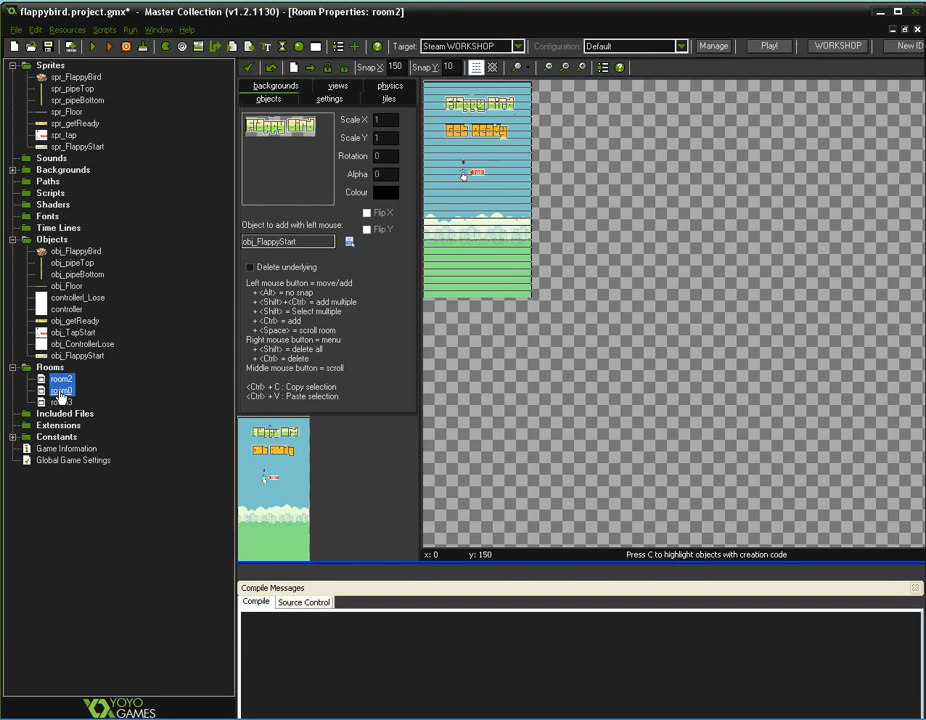 flappybird.project.gmx* - Master Collection (v1.2.1130) - [Room Properties: room2]
File Edit Resources Scripts Run Window Help
Target: Steam WORKSHOP Configuration: Default Manage Play! WORKSHOP New ID
Snap X 150 Snap Y 10
Sprites
spr_FlappyBird
spr_pipeTop
spr_pipeBottom
spr_Floor
spr_getReady
spr_tap
spr_FlappyStart
Sounds
Backgrounds
Paths
Scripts
Shaders
Fonts
Time Lines
Objects
obj_FlappyBird
obj_pipeTop
obj_pipeBottom
obj_Floor
controllerl_Lose
controller
obj_getReady
obj_TapStart
obj_ControllerLose
obj_FlappyStart
Rooms
room2
room0
Included Files
Extensions
Constants
Game Information
Global Game Settings
YOYO
GAMES
backgrounds views physics
objects settings tiles
Scale X 1
Scale Y 1
Rotation 0
Alpha 0
Colour
Flip X
Object to add with left mouse:
Flip Y
obj_FlappyStart
Delete underlying
Left mouse button = move/add
+ <Alt> = no snap
+ <Shift>+<Ctrl> = add multiple
+ <Shift> = Select multiple
+ <Ctrl> = add
+ <Space> = scroll room
Right mouse button = menu
+ <Shift> = delete all
+ <Ctrl> = delete
Middle mouse button = scroll
<Ctrl> + C : Copy selection
<Ctrl> + V : Paste selection
x: 0 y: 150 Press C to highlight objects with creation code
Compile Messages
Compile Source Control